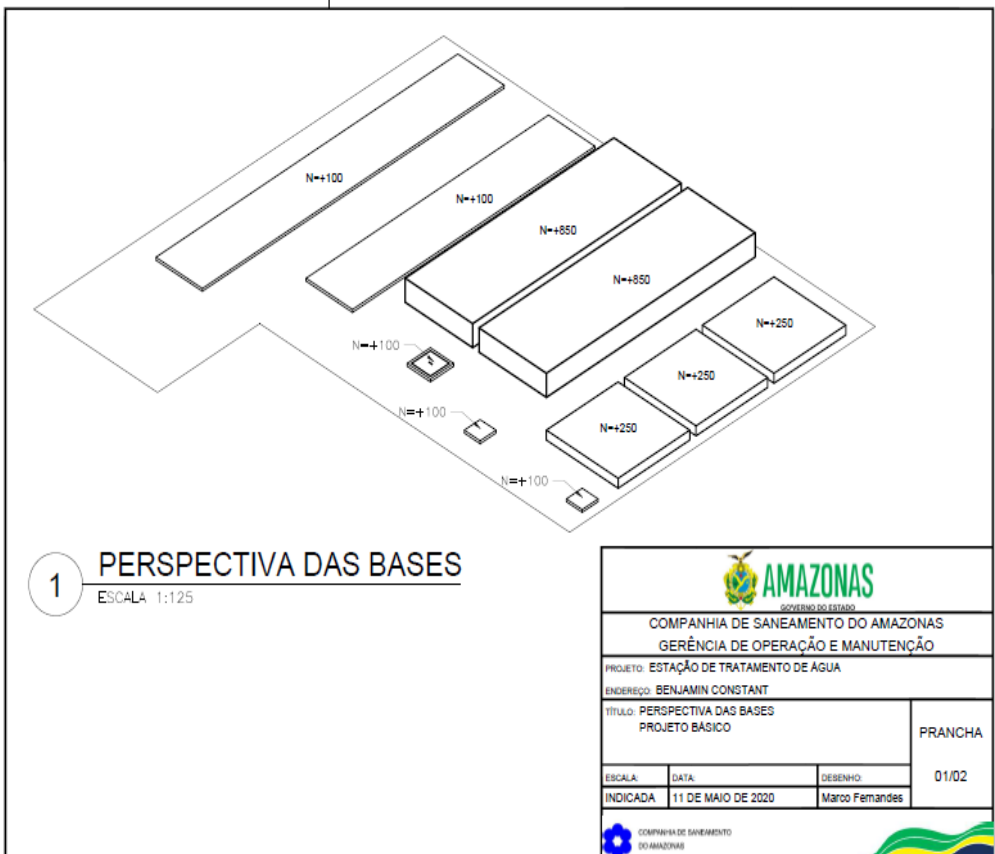 N=+100
N=+100
N=+850
N=+850
N=+250
N=+250
N=+250
N=+100
N=+100
N=+100
1
PERSPECTIVA DAS BASES
ESCALA 1:125
AMAZONAS
GOVERNO DO ESTADO
COMPANHIA DE SANEAMENTO DO AMAZONAS
GERÊNCIA DE OPERAÇÃO E MANUTENÇÃO
PROJETO: ESTAÇÃO DE TRATAMENTO DE ÁGUA
ENDEREÇO: BENJAMIN CONSTANT
TÍTULO: PERSPECTIVA DAS BASES
PROJETO BÁSICO
PRANCHA
01/02
ESCALA: DATA: DESENHO:
INDICADA 11 DE MAIO DE 2020 Marco Fernandes
COMPANHIA DE SANEAMENTO
DO AMAZONAS